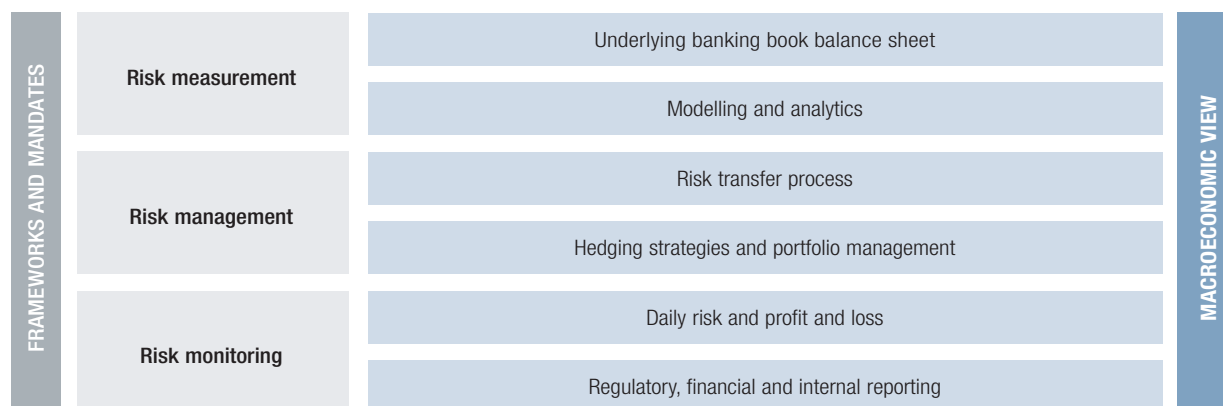 FRAMEWORKS AND MANDATES
Risk measurement
Underlying banking book balance sheet
Modelling and analytics
Risk management
Risk transfer process
Hedging strategies and portfolio management
Risk monitoring
Daily risk and profit and loss
Regulatory, financial and internal reporting
MACROECONOMIC VIEW